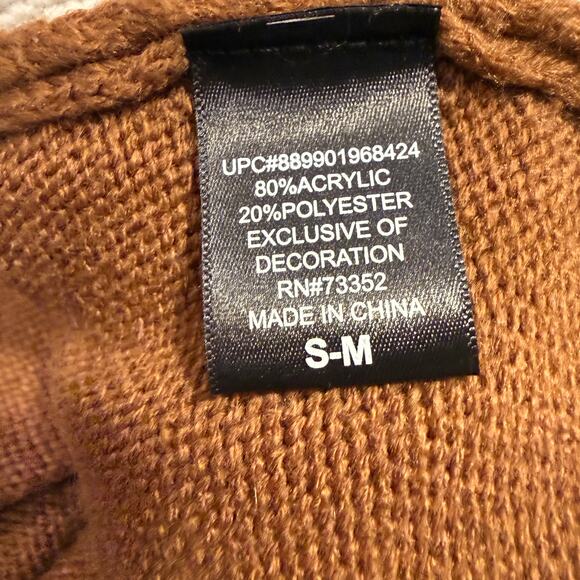 UPC#889901968424
80%ACRYLIC
20%POLYESTER
EXCLUSIVE OF
DECORATION
RN#73352
MADE IN CHINA
S-M